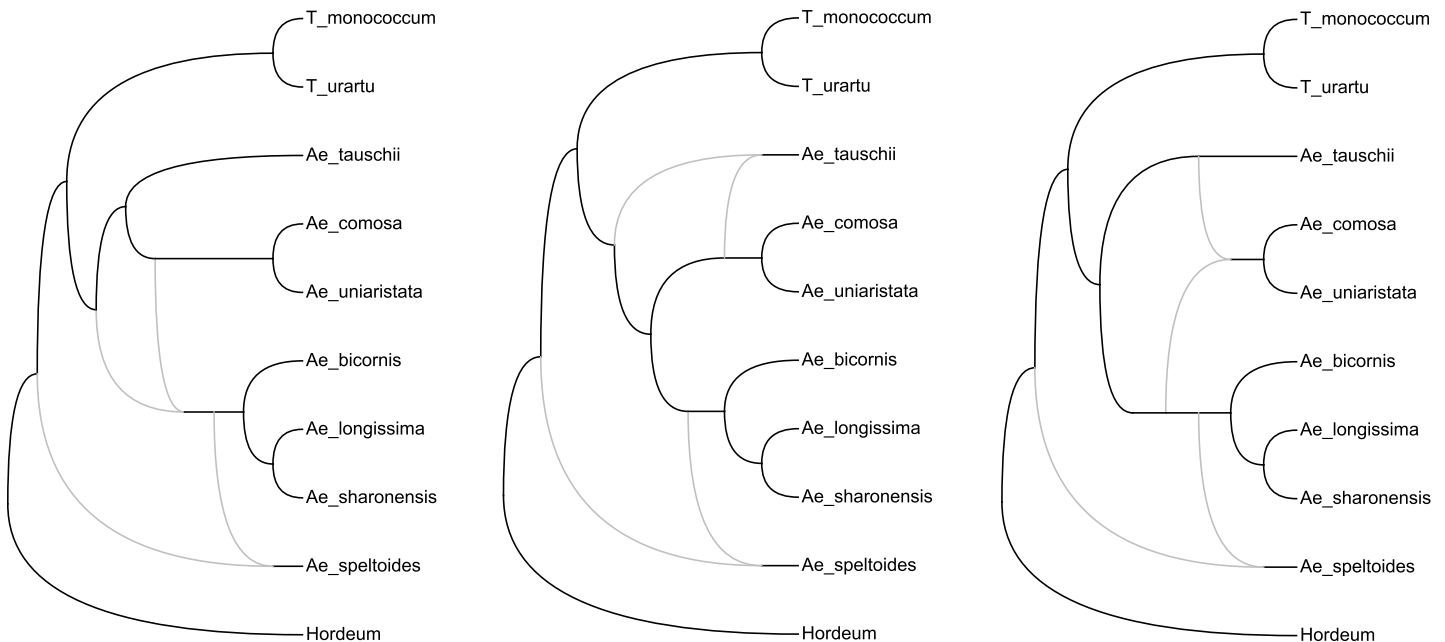 T_monococcum
T_urartu
Ae_tauschii
Ae_comosa
Ae_uniaristata
Ae_bicornis
Ae_longissima
Ae_sharonensis
Ae_speltoides
Hordeum
T_monococcum
T_urartu
Ae_tauschii
Ae_comosa
Ae_uniaristata
Ae_bicornis
Ae_longissima
Ae_sharonensis
Ae_speltoides
Hordeum
T_monococcum
T_urartu
Ae_tauschii
Ae_comosa
Ae_uniaristata
Ae_bicornis
Ae_longissima
Ae_sharonensis
Ae_speltoides
Hordeum